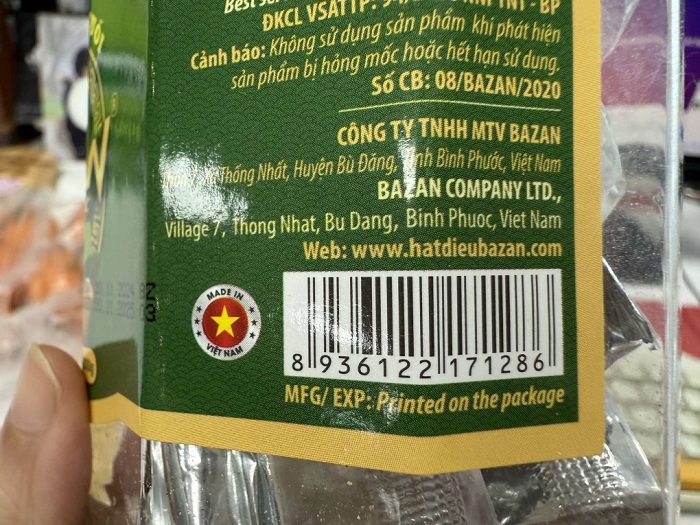 ĐKCL VSATTP:
Cảnh báo: Không sử dụng sản phẩm khi phát hiện
sản phẩm bị hỏng mốc hoặc hết hạn sử dụng.
Số CB: 08/BAZAN/2020
CÔNG TY TNHH MTV BAZAN
Thống Nhất, Huyện Bù Đăng, Tỉnh Bình Phước, Việt Nam
BAZAN COMPANY LTD.,
Village 7, Thong Nhat, Bu Dang, Binh Phuoc, Viet Nam
Web: www.hatdieubazan.com
MADE IN
VIỆT NAM
8 936122 171286
MFG/ EXP: Printed on the package